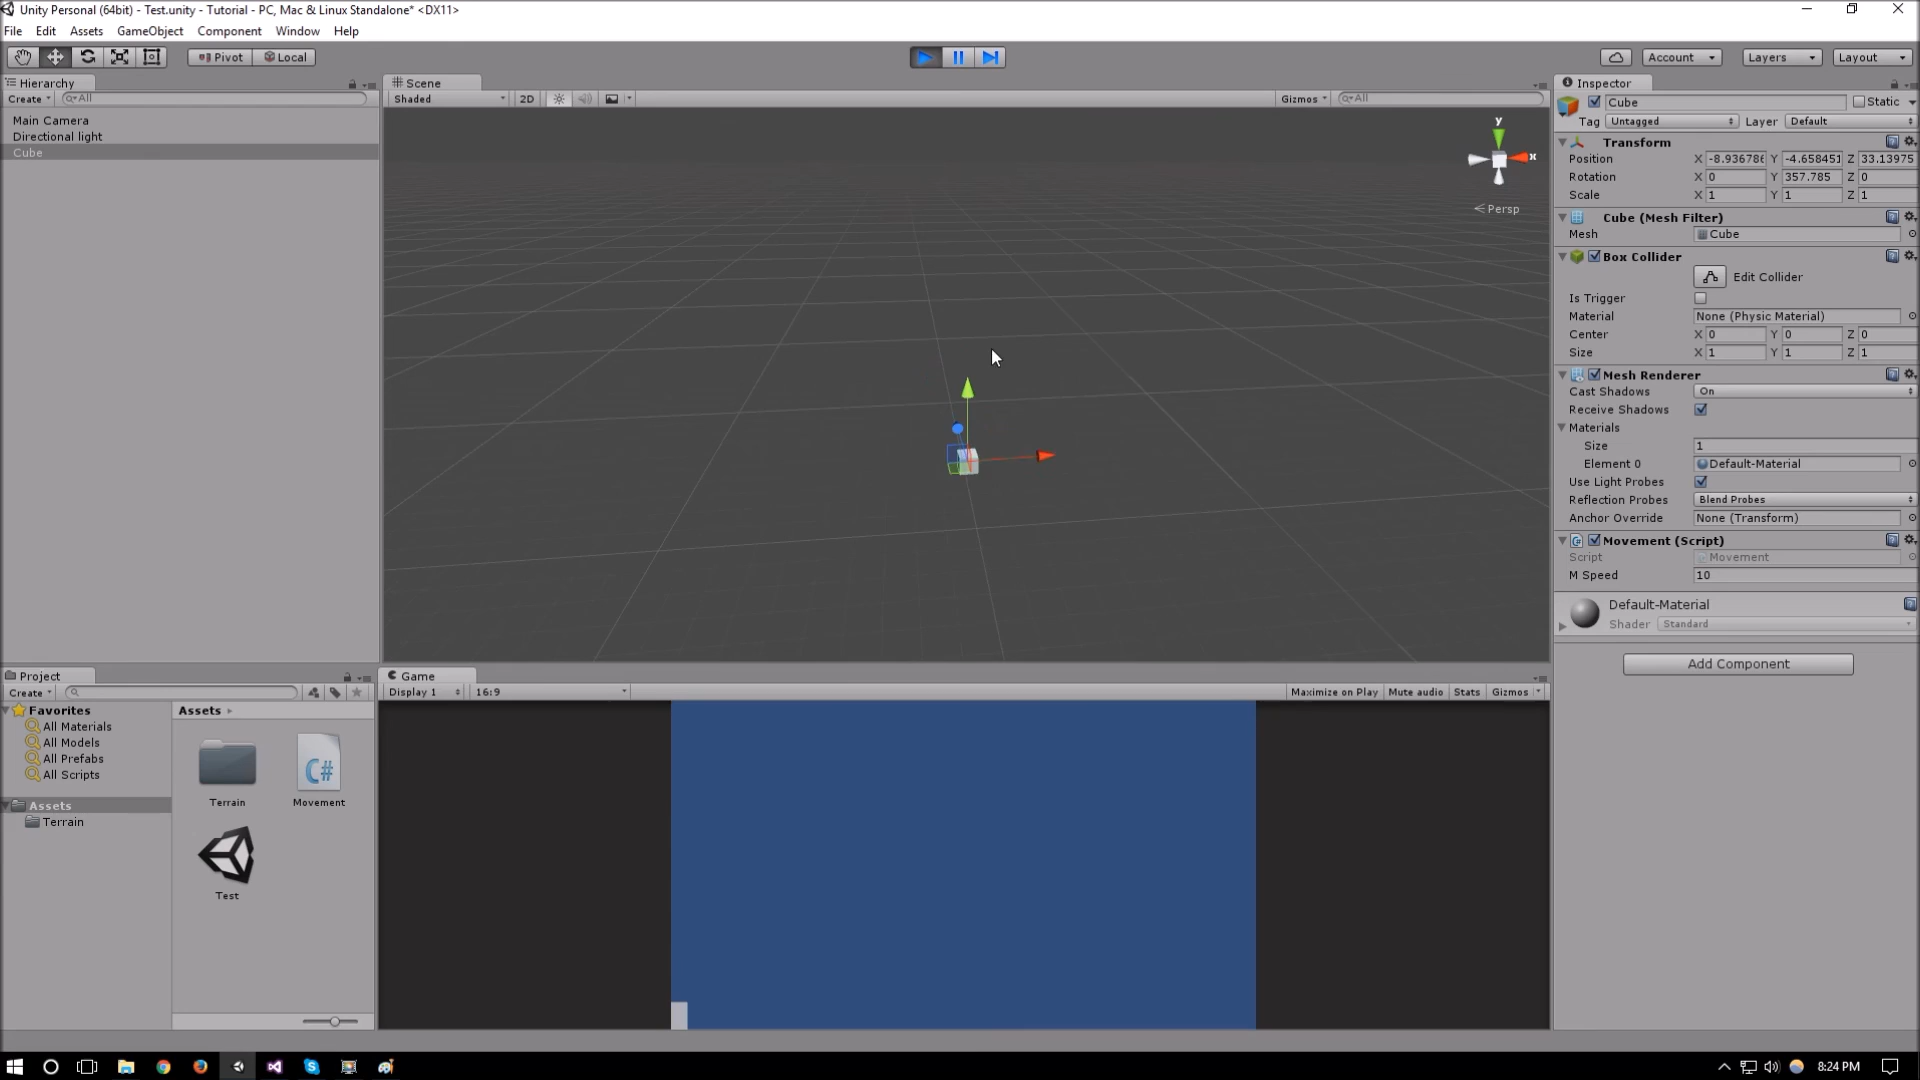 Unity Personal (64bit) - Test.unity - Tutorial - PC, Mac & Linux Standalone* <DX11>
File Edit Assets GameObject Component Window Help
Pivot Local Account Layers Layout
Hierarchy
Create All
Main Camera
Directional light
Cube
Scene
Shaded 2D Gizmos All
y
x
Persp
Inspector
Cube Static
Tag Untagged Layer Default
Transform
Position X -8.936786 Y -4.658451 Z 33.13975
Rotation X 0 Y 357.785 Z 0
Scale X 1 Y 1 Z 1
Cube (Mesh Filter)
Mesh Cube
Box Collider
Edit Collider
Is Trigger
Material None (Physic Material)
Center X 0 Y 0 Z 0
Size X 1 Y 1 Z 1
Mesh Renderer
Cast Shadows On
Receive Shadows
Materials
Size 1
Element 0 Default-Material
Use Light Probes
Reflection Probes Blend Probes
Anchor Override None (Transform)
Movement (Script)
Script Movement
M Speed 10
Default-Material
Shader Standard
Add Component
Project
Create
Favorites
All Materials
All Models
All Prefabs
All Scripts
Assets
Terrain
Assets
Terrain
C#
Movement
Test
Game
Display 1 16:9 Maximize on Play Mute audio Stats Gizmos
8:24 PM